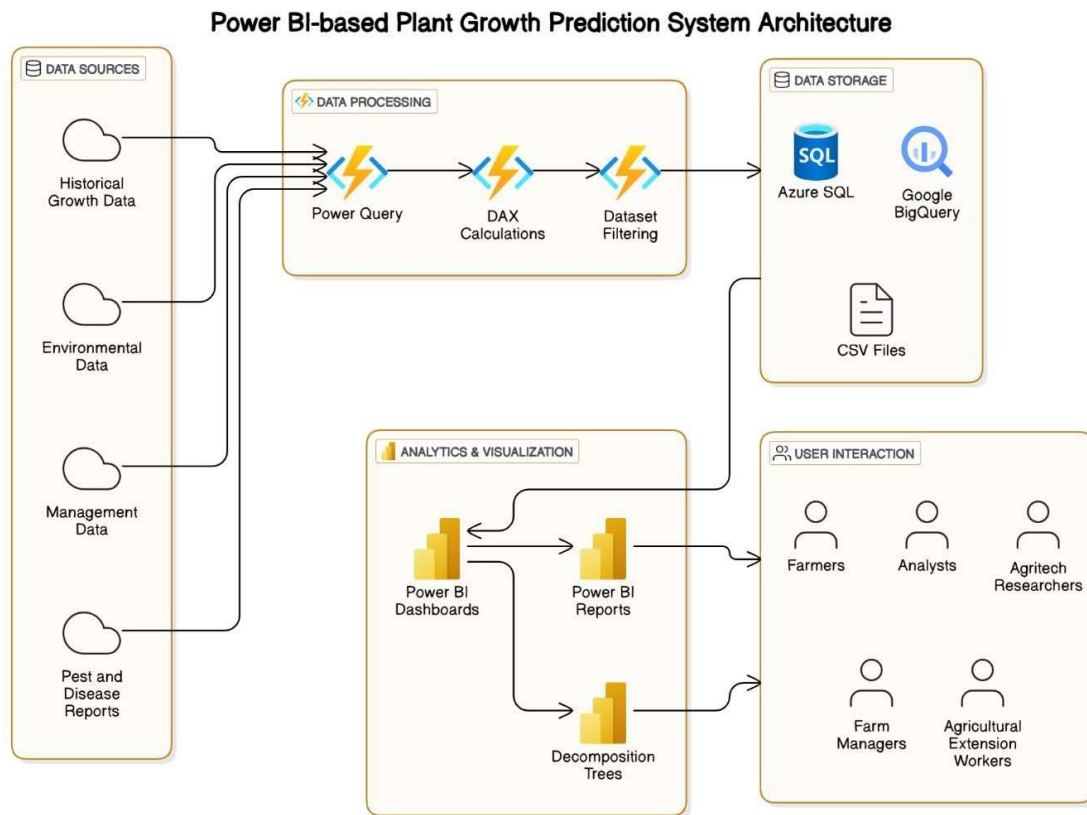 Power BI-based Plant Growth Prediction System Architecture
DATA SOURCES
Historical
Growth Data
Environmental
Data
Management
Data
Pest and
Disease
Reports
DATA PROCESSING
Power Query
DAX
Calculations
Dataset
Filtering
DATA STORAGE
SQL
Azure SQL
Google
BigQuery
CSV Files
ANALYTICS & VISUALIZATION
Power BI
Dashboards
Power BI
Reports
Decomposition
Trees
USER INTERACTION
Farmers
Analysts
Agritech
Researchers
Farm
Managers
Agricultural
Extension
Workers